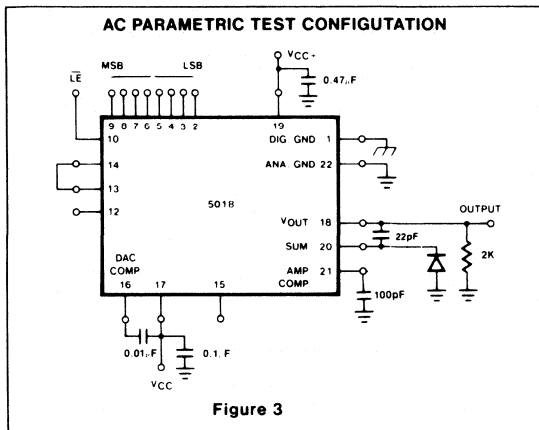 AC PARAMETRIC TEST CONFIGUTATION
LE
MSB LSB
VCC+
0.47μF
9 8 7 6 5 4 3 2
19
10
DIG. GND 1
14
ANA. GND 22
13
5018
VOUT 18
OUTPUT
12
22pF
SUM 20
2K
DAC
COMP
AMP 21
COMP
100pF
16 17 15
0.01μF
0.1μF
VCC
Figure 3